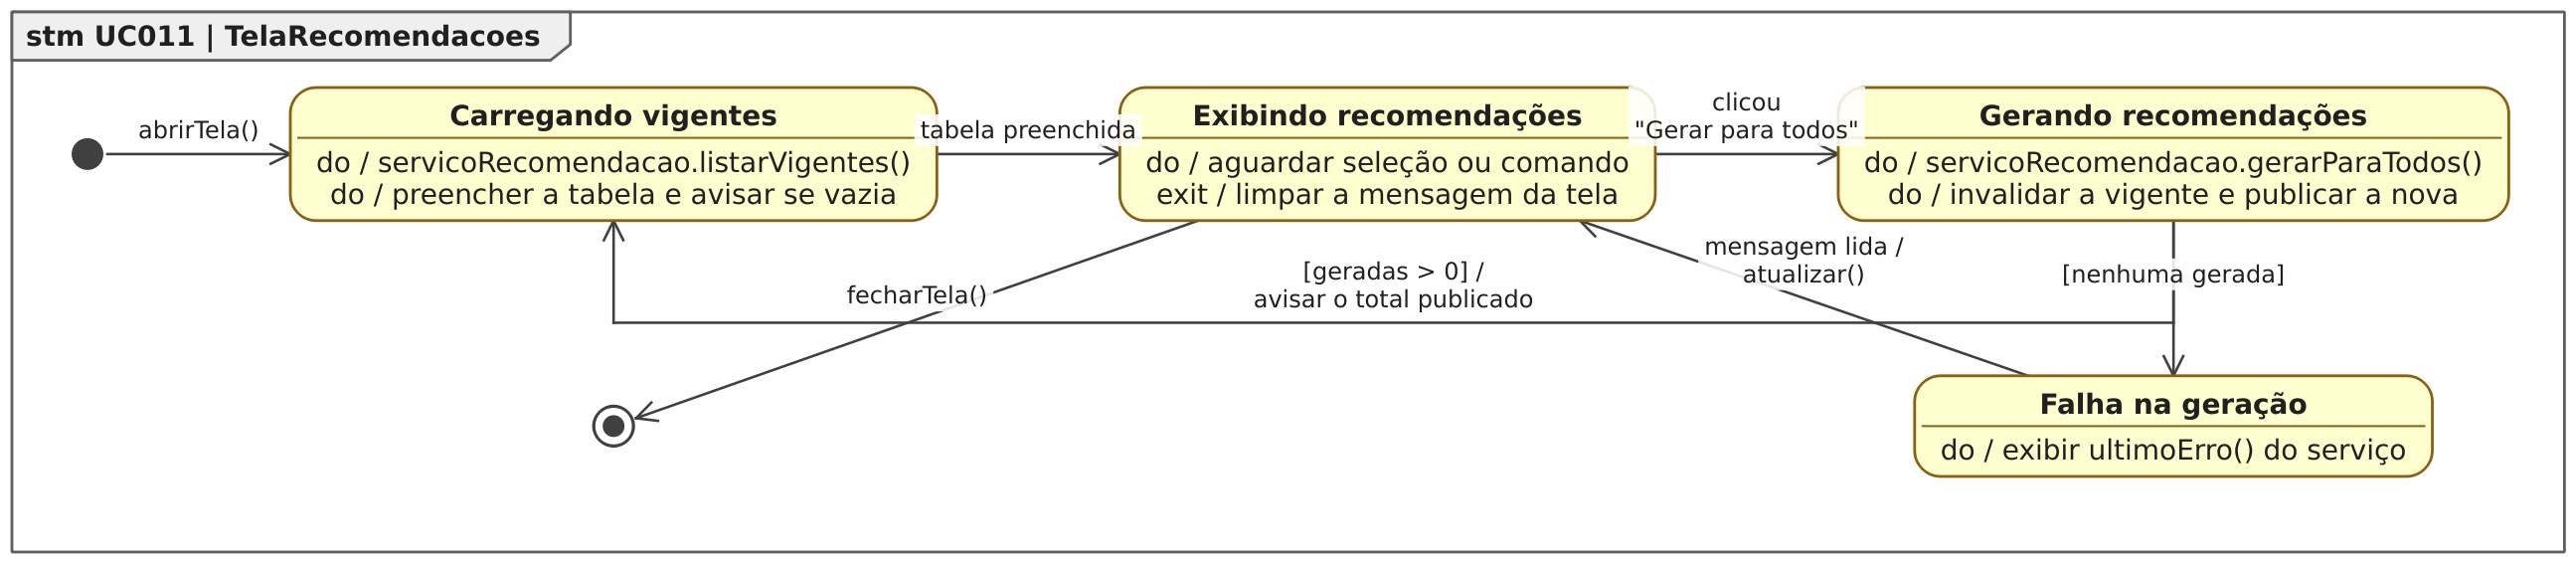 stm UC011 | TelaRecomendacoes
abrirTela()
Carregando vigentes
do / servicoRecomendacao.listarVigentes()
do / preencher a tabela e avisar se vazia
tabela preenchida
Exibindo recomendações
do / aguardar seleção ou comando
exit / limpar a mensagem da tela
clicou
"Gerar para todos"
Gerando recomendações
do / servicoRecomendacao.gerarParaTodos()
do / invalidar a vigente e publicar a nova
fecharTela()
[geradas > 0] /
avisar o total publicado
mensagem lida /
atualizar()
[nenhuma gerada]
Falha na geração
do / exibir ultimoErro() do serviço